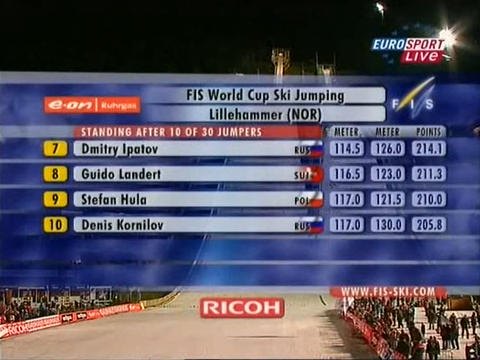 EUROSPORT
LIVE
e·on Ruhrgas
FIS World Cup Ski Jumping
Lillehammer (NOR)
FIS
STANDING AFTER 10 OF 30 JUMPERS METER METER POINTS
7 Dmitry Ipatov RUS 114.5 126.0 214.1
8 Guido Landert SUI 116.5 123.0 211.3
9 Stefan Hula POL 117.0 121.5 210.0
10 Denis Kornilov RUS 117.0 130.0 205.8
WWW.FIS-SKI.COM
RICOH